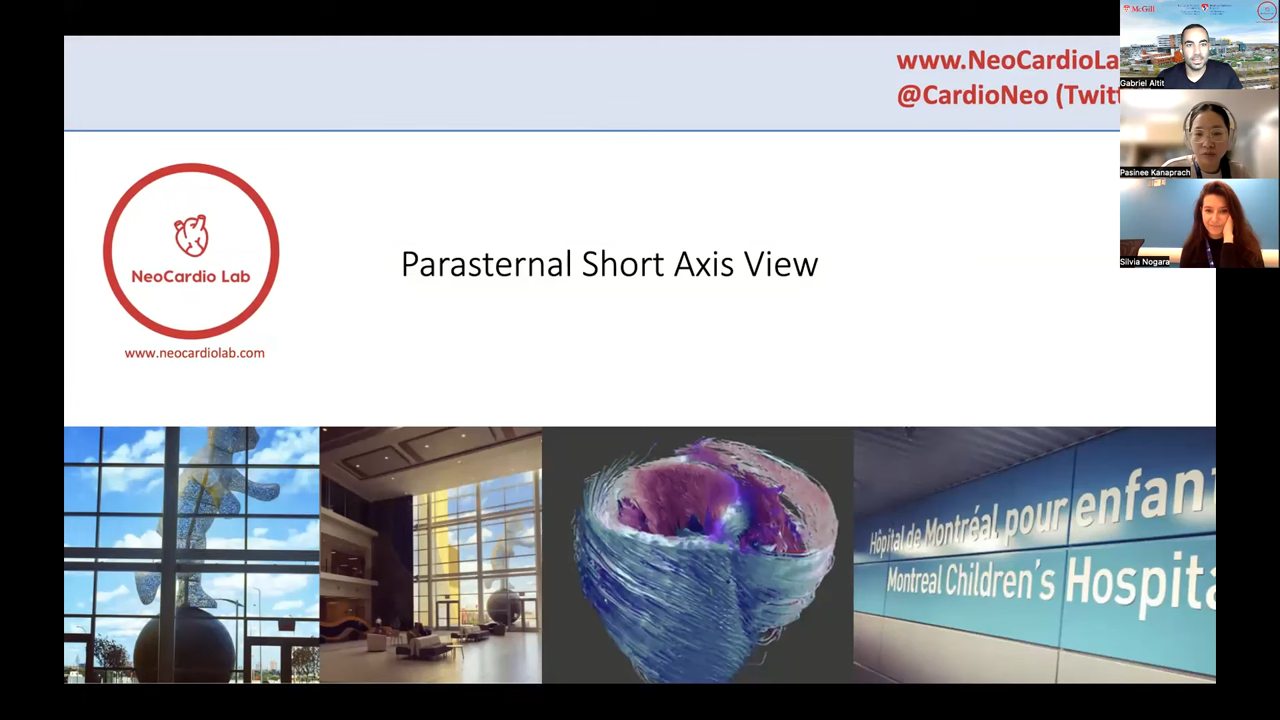 www.NeoCardioLa
@CardioNeo (Twitt
NeoCardio Lab
www.neocardiolab.com
Parasternal Short Axis View
McGill
Gabriel Altit
Pasinee Kanaprach
Silvia Nogara
Hôpital de Montréal pour enfant
Montreal Children's Hospita